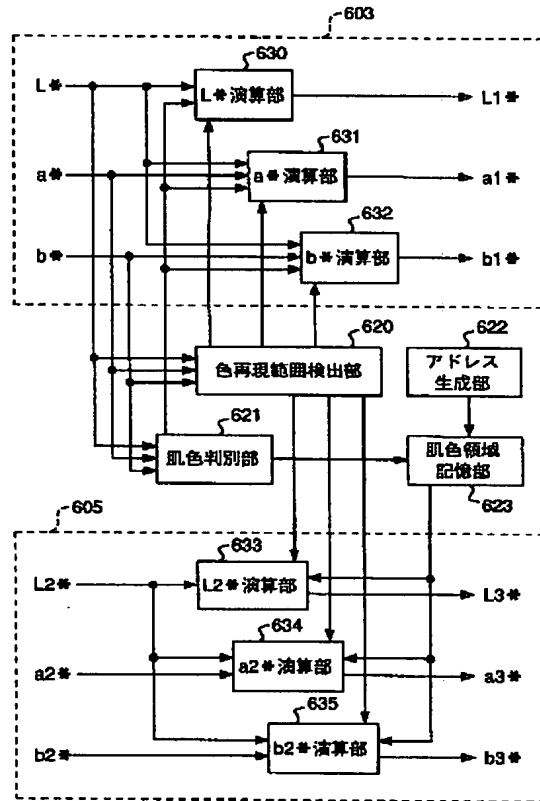 603
630
L*
L*演算部
L1*
631
a*
a*演算部
a1*
632
b*
b*演算部
b1*
620
622
色再現範囲検出部
アドレス
生成部
621
肌色判別部
肌色領域
記憶部
623
605
633
L2*
L2*演算部
L3*
634
a2*
a2*演算部
a3*
635
b2*
b2*演算部
b3*